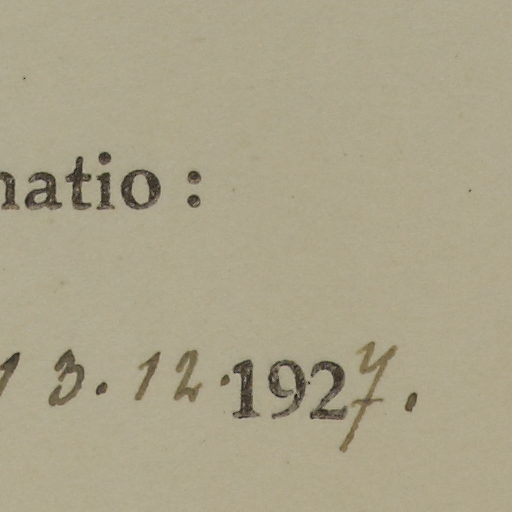 natio :
13. 12. 1927.